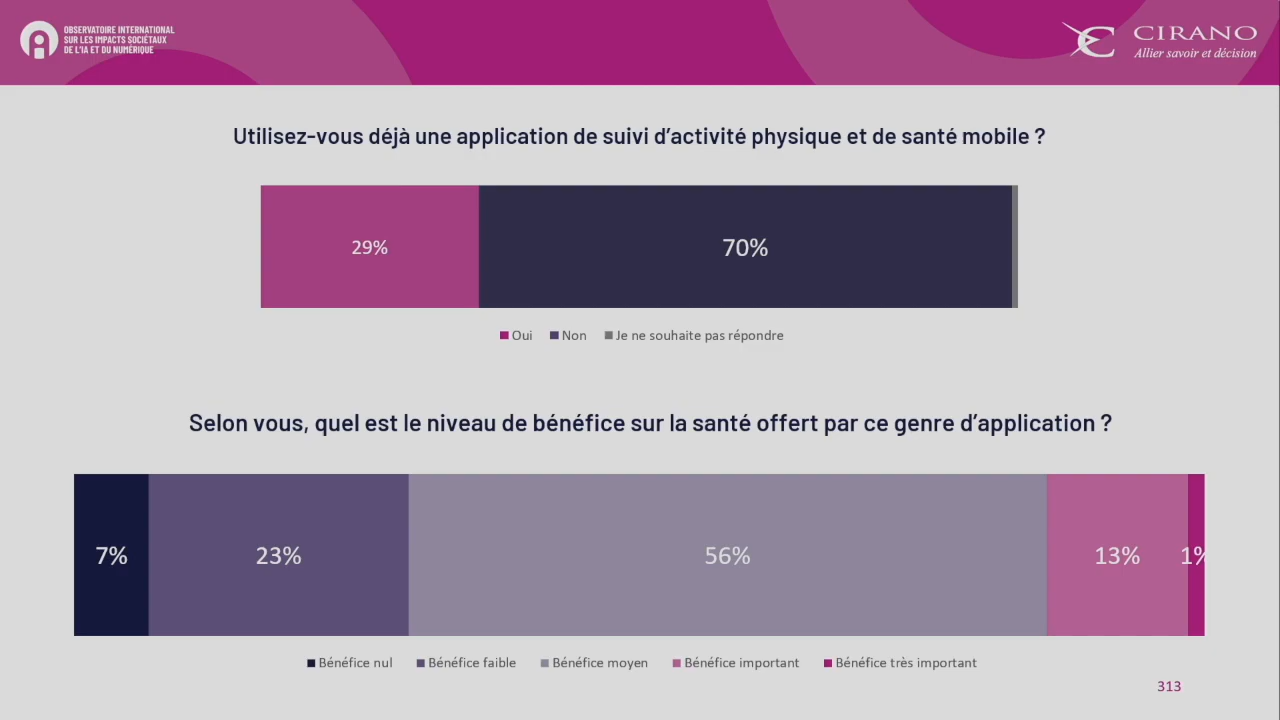 OBSERVATOIRE INTERNATIONAL
SUR LES IMPACTS SOCIÉTAUX
DE L'IA ET DU NUMÉRIQUE
CIRANO
Allier savoir et décision
Utilisez-vous déjà une application de suivi d'activité physique et de santé mobile ?
29%
70%
Oui
Non
Je ne souhaite pas répondre
Selon vous, quel est le niveau de bénéfice sur la santé offert par ce genre d'application ?
7%
23%
56%
13%
1%
Bénéfice nul
Bénéfice faible
Bénéfice moyen
Bénéfice important
Bénéfice très important
313